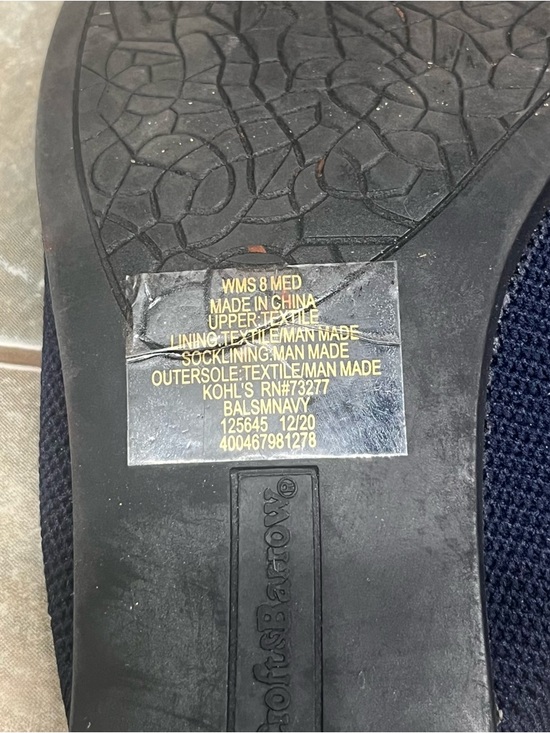 WMS 8 MED
MADE IN CHINA
UPPER:TEXTILE
LINING:TEXTILE/MAN MADE
SOCKLINING:MAN MADE
OUTERSOLE:TEXTILE/MAN MADE
KOHL'S RN#73277
BALSMNAVY
125645 12/20
400467981278
Croft&Barrow®